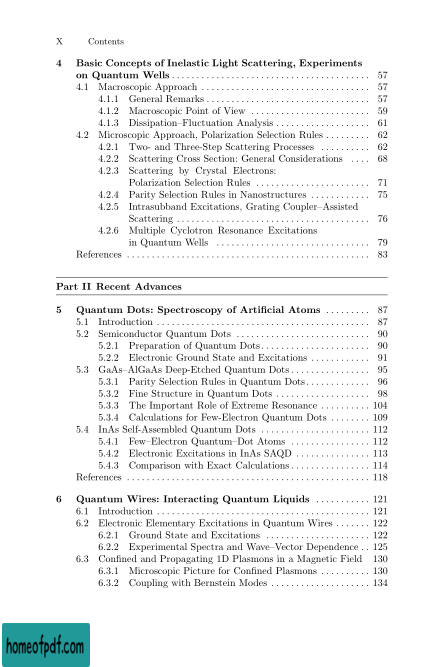 X Contents
4 Basic Concepts of Inelastic Light Scattering, Experiments
on Quantum Wells ........................................ 57
4.1 Macroscopic Approach .................................. 57
4.1.1 General Remarks ................................. 57
4.1.2 Macroscopic Point of View ........................ 59
4.1.3 Dissipation–Fluctuation Analysis ................... 61
4.2 Microscopic Approach, Polarization Selection Rules ......... 62
4.2.1 Two- and Three-Step Scattering Processes .......... 62
4.2.2 Scattering Cross Section: General Considerations .... 68
4.2.3 Scattering by Crystal Electrons:
Polarization Selection Rules ....................... 71
4.2.4 Parity Selection Rules in Nanostructures ............ 75
4.2.5 Intrasubband Excitations, Grating Coupler–Assisted
Scattering ....................................... 76
4.2.6 Multiple Cyclotron Resonance Excitations
in Quantum Wells ............................... 79
References .................................................. 83
Part II Recent Advances
5 Quantum Dots: Spectroscopy of Artificial Atoms ......... 87
5.1 Introduction ........................................... 87
5.2 Semiconductor Quantum Dots ........................... 90
5.2.1 Preparation of Quantum Dots ...................... 90
5.2.2 Electronic Ground State and Excitations ............ 91
5.3 GaAs–AlGaAs Deep-Etched Quantum Dots ................ 95
5.3.1 Parity Selection Rules in Quantum Dots ............. 96
5.3.2 Fine Structure in Quantum Dots ................... 98
5.3.3 The Important Role of Extreme Resonance .......... 104
5.3.4 Calculations for Few-Electron Quantum Dots ........ 109
5.4 InAs Self-Assembled Quantum Dots ...................... 112
5.4.1 Few–Electron Quantum–Dot Atoms ................ 112
5.4.2 Electronic Excitations in InAs SAQD ............... 113
5.4.3 Comparison with Exact Calculations ................ 114
References .................................................. 118
6 Quantum Wires: Interacting Quantum Liquids ........... 121
6.1 Introduction ........................................... 121
6.2 Electronic Elementary Excitations in Quantum Wires ....... 122
6.2.1 Ground State and Excitations ..................... 122
6.2.2 Experimental Spectra and Wave–Vector Dependence .. 125
6.3 Confined and Propagating 1D Plasmons in a Magnetic Field 130
6.3.1 Microscopic Picture for Confined Plasmons .......... 130
6.3.2 Coupling with Bernstein Modes .................... 134
homeofpdf.com